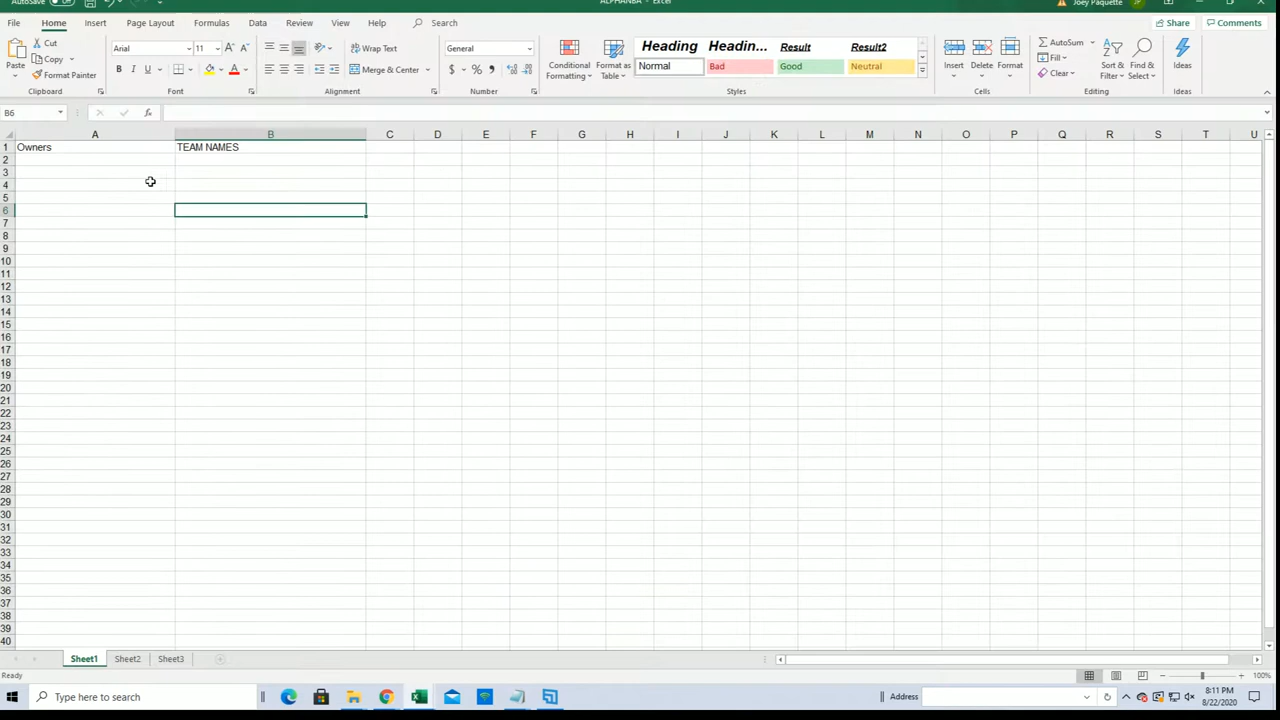 AutoSave Off ALPHANBA - Excel Joey Paquette JP
File Home Insert Page Layout Formulas Data Review View Help Search Share Comments
Paste Cut Copy Format Painter Clipboard
Arial 11 A A B I U A Font
Wrap Text Merge & Center Alignment
General $ % Number
Conditional Formatting Format as Table
Heading Headin... Result Result2
Normal Bad Good Neutral
Styles
Insert Delete Format Cells
AutoSum Fill Clear Sort & Filter Find & Select Editing
Ideas Ideas
B6 fx
A B C D E F G H I J K L M N O P Q R S T U
1 Owners TEAM NAMES
2
3
4
5
6
7
8
9
10
11
12
13
14
15
16
17
18
19
20
21
22
23
24
25
26
27
28
29
30
31
32
33
34
35
36
37
38
39
40
Sheet1 Sheet2 Sheet3
Ready 100%
Type here to search Address 8:11 PM
8/22/2020